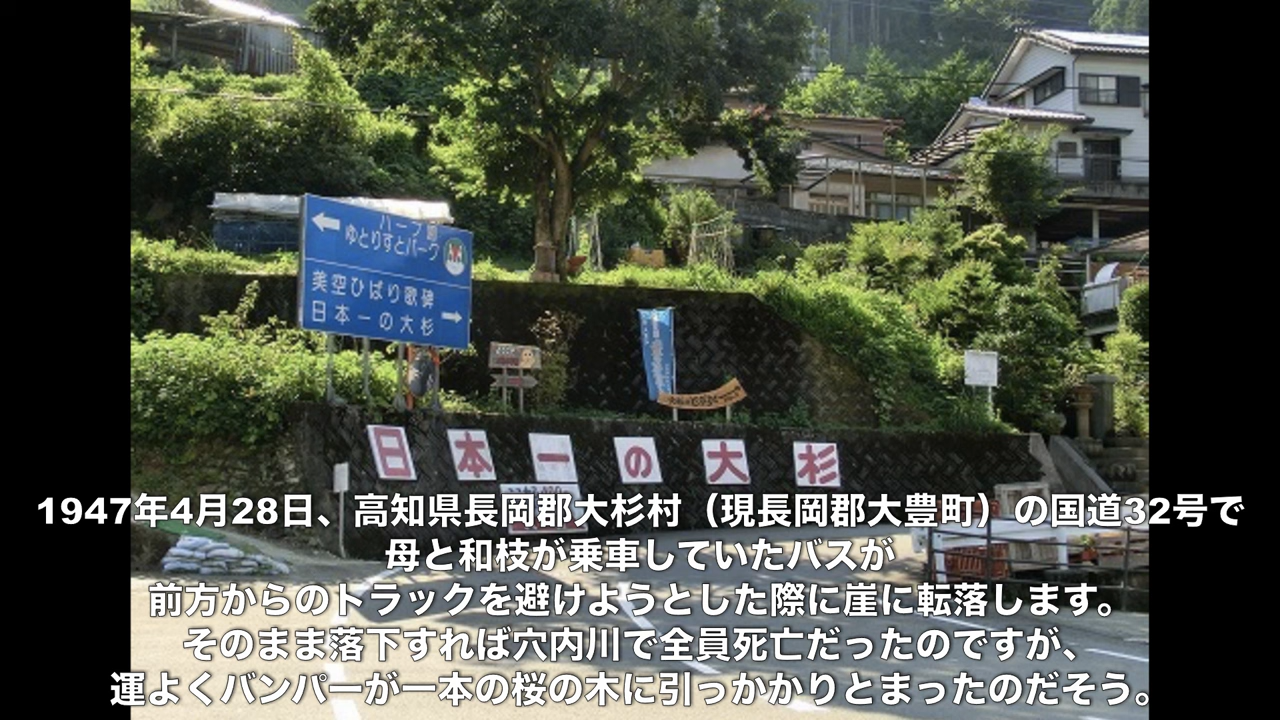 ゆとりすとパーク
美空ひばり歌碑
日本一の大杉
日本一の大杉
1947年4月28日、高知県長岡郡大杉村（現長岡郡大豊町）の国道32号で
母と和枝が乗車していたバスが
前方からのトラックを避けようとした際に崖に転落します。
そのまま落下すれば穴内川で全員死亡だったのですが、
運よくバンパーが一本の桜の木に引っかかりとまったのだそう。